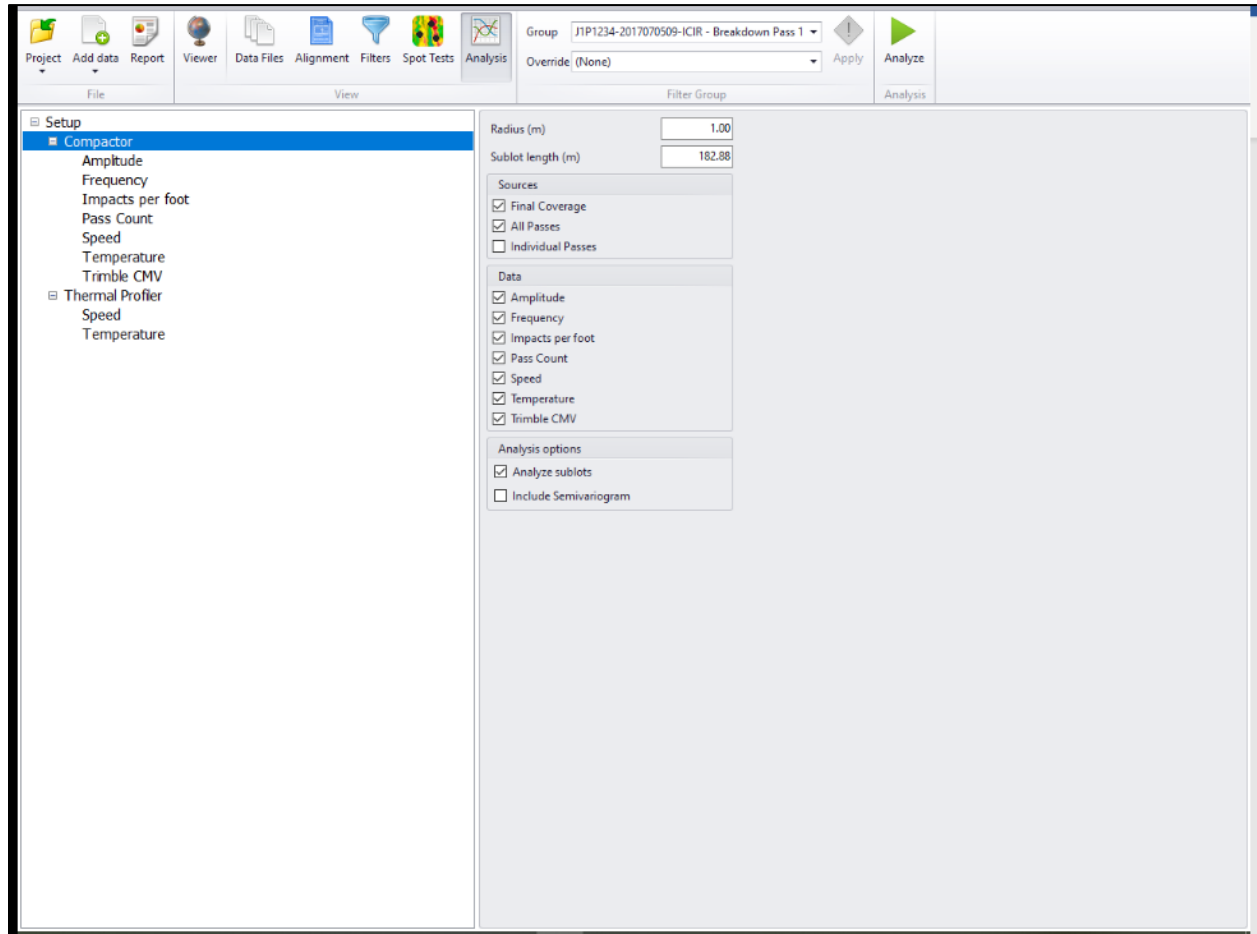 Project Add data Report Viewer Data Files Alignment Filters Spot Tests Analysis
Group J1P1234-2017070509-ICIR - Breakdown Pass 1
Override (None)
Apply Analyze
File View Filter Group Analysis
Setup
Compactor
Amplitude
Frequency
Impacts per foot
Pass Count
Speed
Temperature
Trimble CMV
Thermal Profiler
Speed
Temperature
Radius (m) 1.00
Sublot length (m) 182.88
Sources
Final Coverage
All Passes
Individual Passes
Data
Amplitude
Frequency
Impacts per foot
Pass Count
Speed
Temperature
Trimble CMV
Analysis options
Analyze sublots
Include Semivariogram